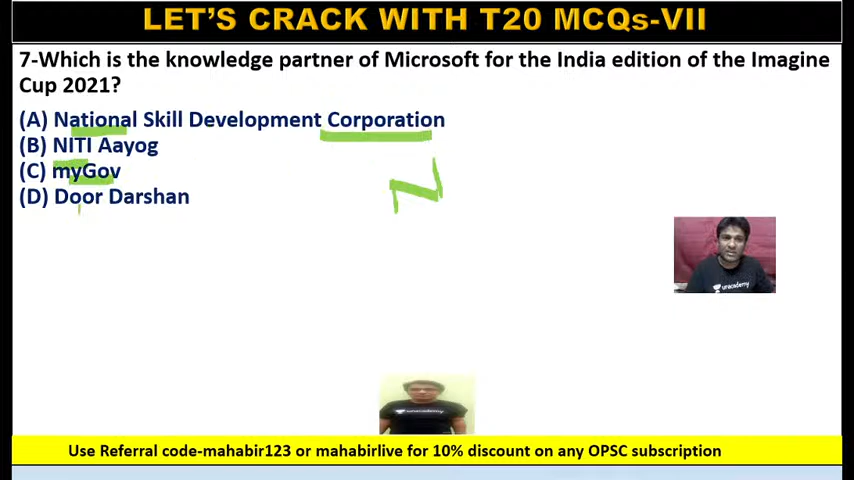 LET'S CRACK WITH T20 MCQs-VII
7-Which is the knowledge partner of Microsoft for the India edition of the Imagine
Cup 2021?
(A) National Skill Development Corporation
(B) NITI Aayog
(C) myGov
(D) Door Darshan
N
unacademy
unacademy
Use Referral code-mahabir123 or mahabirlive for 10% discount on any OPSC subscription